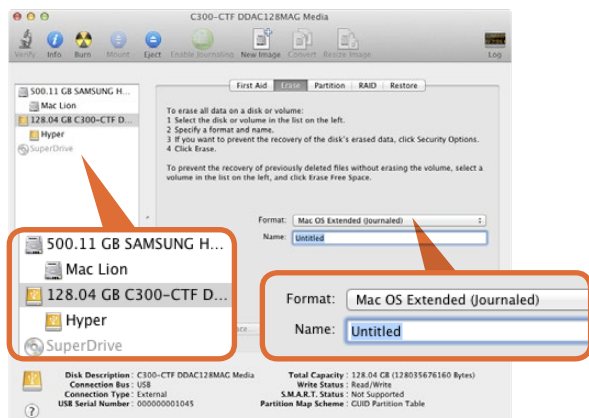 C300-CTF DDAC128MAG Media
Verify Info Burn Mount Eject Enable Journaling New Image Convert Resize Image Log
First Aid Erase Partition RAID Restore
500.11 GB SAMSUNG H...
Mac Lion
128.04 GB C300-CTF D...
Hyper
SuperDrive
To erase all data on a disk or volume:
1 Select the disk or volume in the list on the left.
2 Specify a format and name.
3 If you want to prevent the recovery of the disk's erased data, click Security Options.
4 Click Erase.
To prevent the recovery of previously deleted files without erasing the volume, select a
volume in the list on the left, and click Erase Free Space.
Format: Mac OS Extended (Journaled)
Name: Untitled
500.11 GB SAMSUNG H...
Mac Lion
128.04 GB C300-CTF D...
Hyper
SuperDrive
Format: Mac OS Extended (Journaled)
Name: Untitled
Disk Description : C300-CTF DDAC128MAG Media
Connection Bus : USB
Connection Type : External
USB Serial Number : 000000001045
Total Capacity : 128.04 GB (128035676160 Bytes)
Write Status : Read/Write
S.M.A.R.T. Status : Not Supported
Partition Map Scheme : GUID Partition Table
?